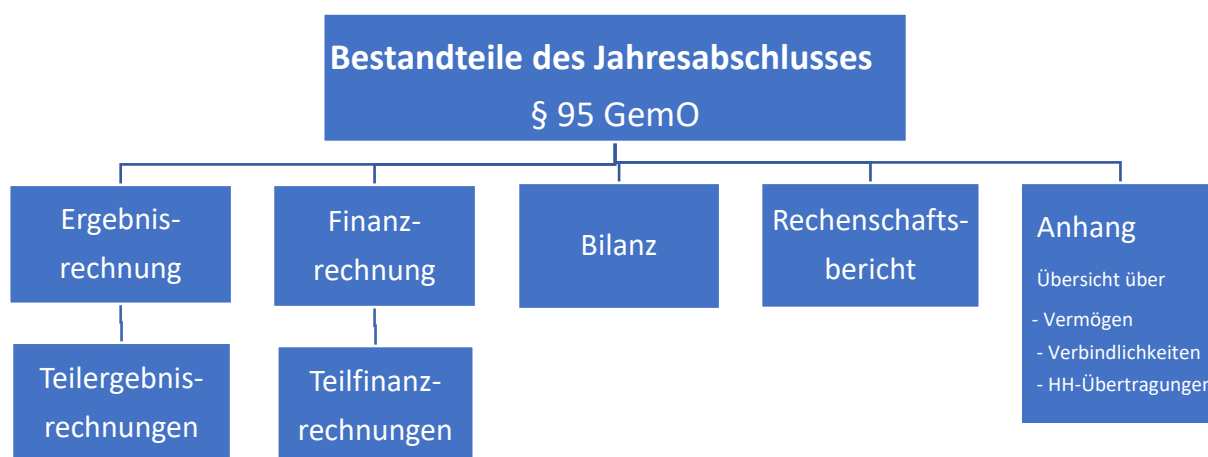 Bestandteile des Jahresabschlusses
§ 95 GemO
Ergebnis-
rechnung
Finanz-
rechnung
Bilanz
Rechenschafts-
bericht
Anhang
Übersicht über
- Vermögen
- Verbindlichkeiten
- HH-Übertragungen
Teilergebnis-
rechnungen
Teilfinanz-
rechnungen